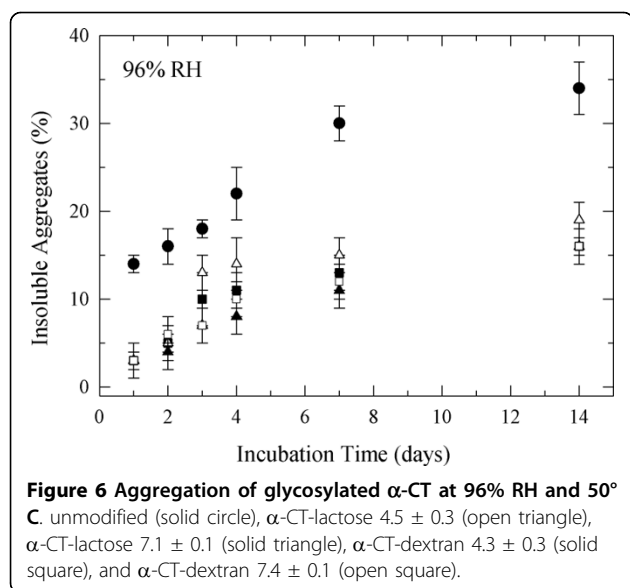 96% RH
40
30
20
10
0
Insoluble Aggregates (%)
0 2 4 6 8 10 12 14
Incubation Time (days)
Figure 6 Aggregation of glycosylated α-CT at 96% RH and 50°
C. unmodified (solid circle), α-CT-lactose 4.5 ± 0.3 (open triangle),
α-CT-lactose 7.1 ± 0.1 (solid triangle), α-CT-dextran 4.3 ± 0.3 (solid
square), and α-CT-dextran 7.4 ± 0.1 (open square).